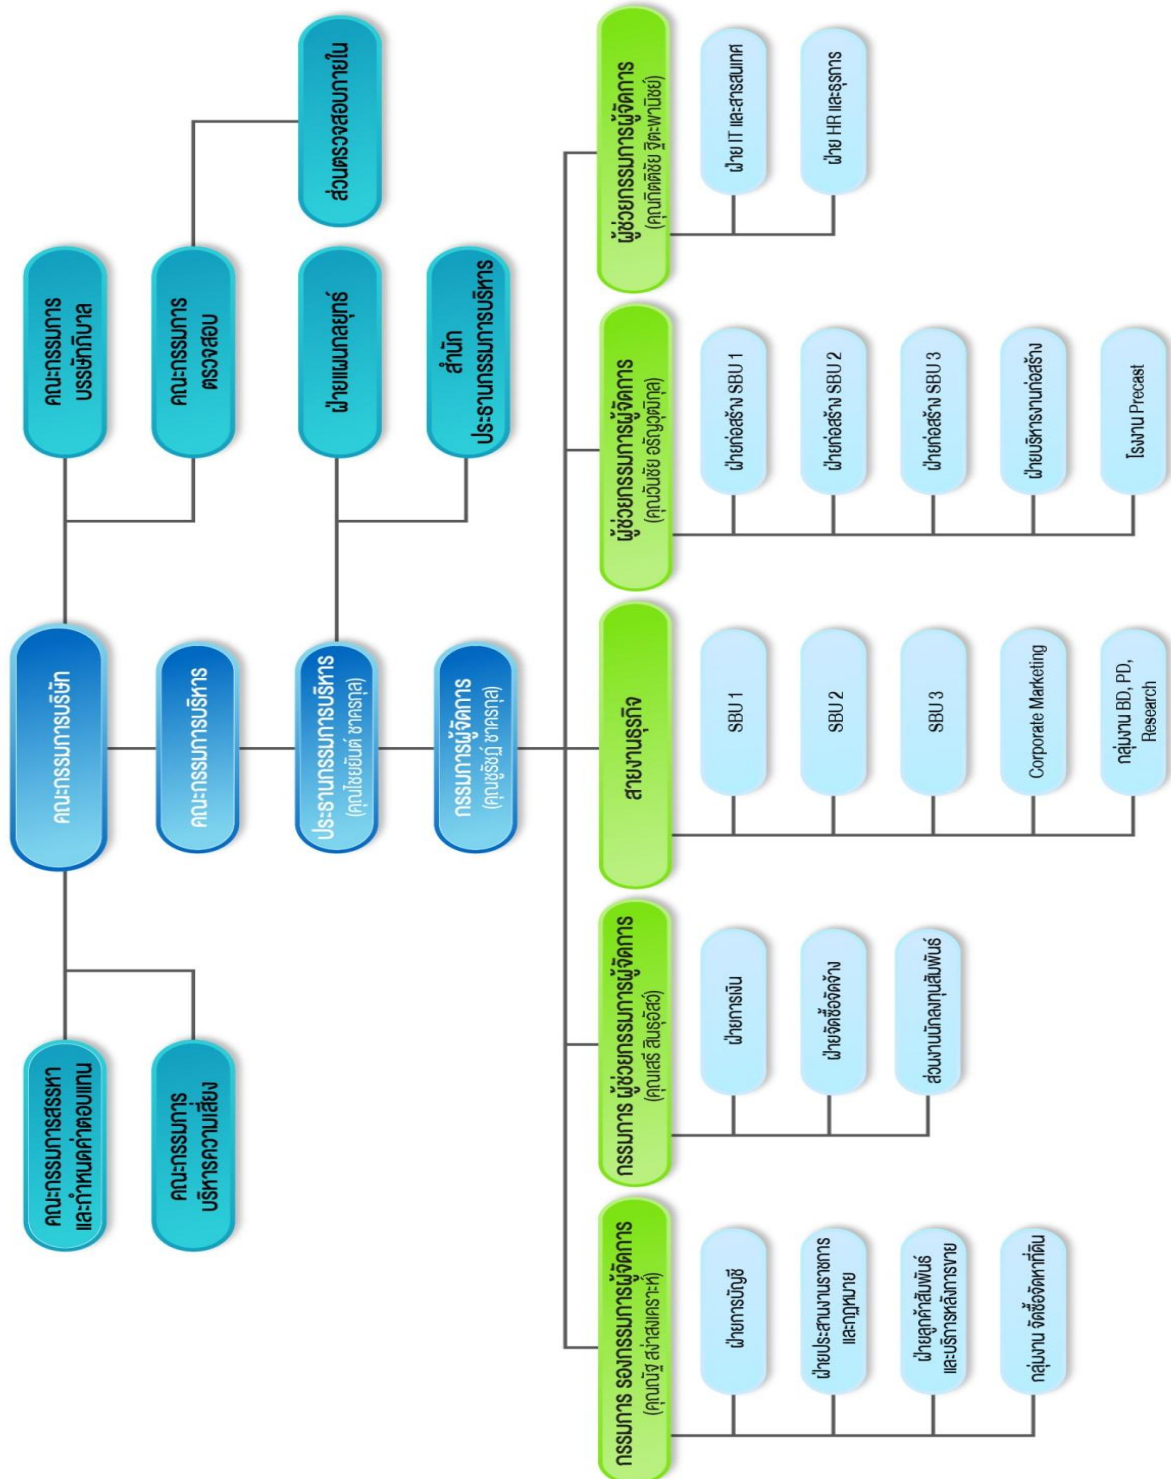 คณะกรรมการบริษัท
คณะกรรมการสรรหา
และกำหนดค่าตอบแทน
คณะกรรมการ
บริหารความเสี่ยง
คณะกรรมการ
บรรษัทภิบาล
คณะกรรมการ
ตรวจสอบ
ส่วนตรวจสอบภายใน
คณะกรรมการบริหาร
ประธานกรรมการบริหาร
(คุณไชยยันต์ ชาครกุล)
ฝ่ายแผนกลยุทธ์
สำนัก
ประธานกรรมการบริหาร
กรรมการผู้จัดการ
(คุณชูรัชฏ์ ชาครกุล)
กรรมการ รองกรรมการผู้จัดการ
(คุณณัฐ สง่าสงเคราะห์)
ฝ่ายการบัญชี
ฝ่ายประสานงานราชการ
และกฎหมาย
ฝ่ายลูกค้าสัมพันธ์
และบริการหลังการขาย
กลุ่มงาน จัดซื้อจัดหาที่ดิน
กรรมการ ผู้ช่วยกรรมการผู้จัดการ
(คุณเสรี สินธุอัสว์)
ฝ่ายการเงิน
ฝ่ายจัดซื้อจัดจ้าง
ส่วนงานนักลงทุนสัมพันธ์
สายงานธุรกิจ
SBU 1
SBU 2
SBU 3
Corporate Marketing
กลุ่มงาน BD, PD,
Research
ผู้ช่วยกรรมการผู้จัดการ
(คุณวันชัย อรัญวุฒิกุล)
ฝ่ายก่อสร้าง SBU 1
ฝ่ายก่อสร้าง SBU 2
ฝ่ายก่อสร้าง SBU 3
ฝ่ายบริหารงานก่อสร้าง
โรงงาน Precast
ผู้ช่วยกรรมการผู้จัดการ
(คุณกิตติชัย ฐิตะพานิชย์)
ฝ่าย IT และสารสนเทศ
ฝ่าย HR และธุรการ